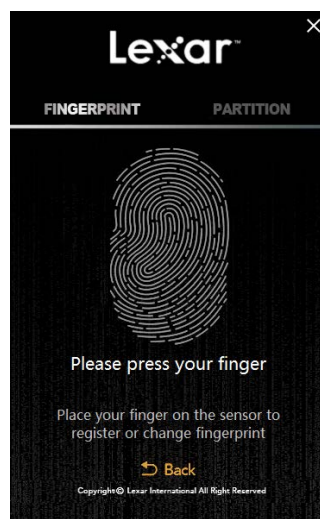 Lexar™
FINGERPRINT PARTITION
Please press your finger
Place your finger on the sensor to
register or change fingerprint
Back
Copyright© Lexar International All Right Reserved